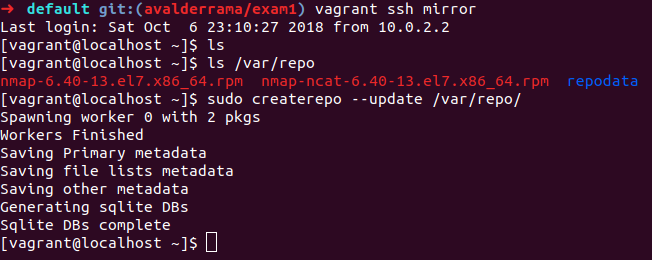 ➜ default git:(avalderrama/exam1) vagrant ssh mirror
Last login: Sat Oct  6 23:10:27 2018 from 10.0.2.2
[vagrant@localhost ~]$ ls
[vagrant@localhost ~]$ ls /var/repo
nmap-6.40-13.el7.x86_64.rpm  nmap-ncat-6.40-13.el7.x86_64.rpm  repodata
[vagrant@localhost ~]$ sudo createrepo --update /var/repo/
Spawning worker 0 with 2 pkgs
Workers Finished
Saving Primary metadata
Saving file lists metadata
Saving other metadata
Generating sqlite DBs
Sqlite DBs complete
[vagrant@localhost ~]$